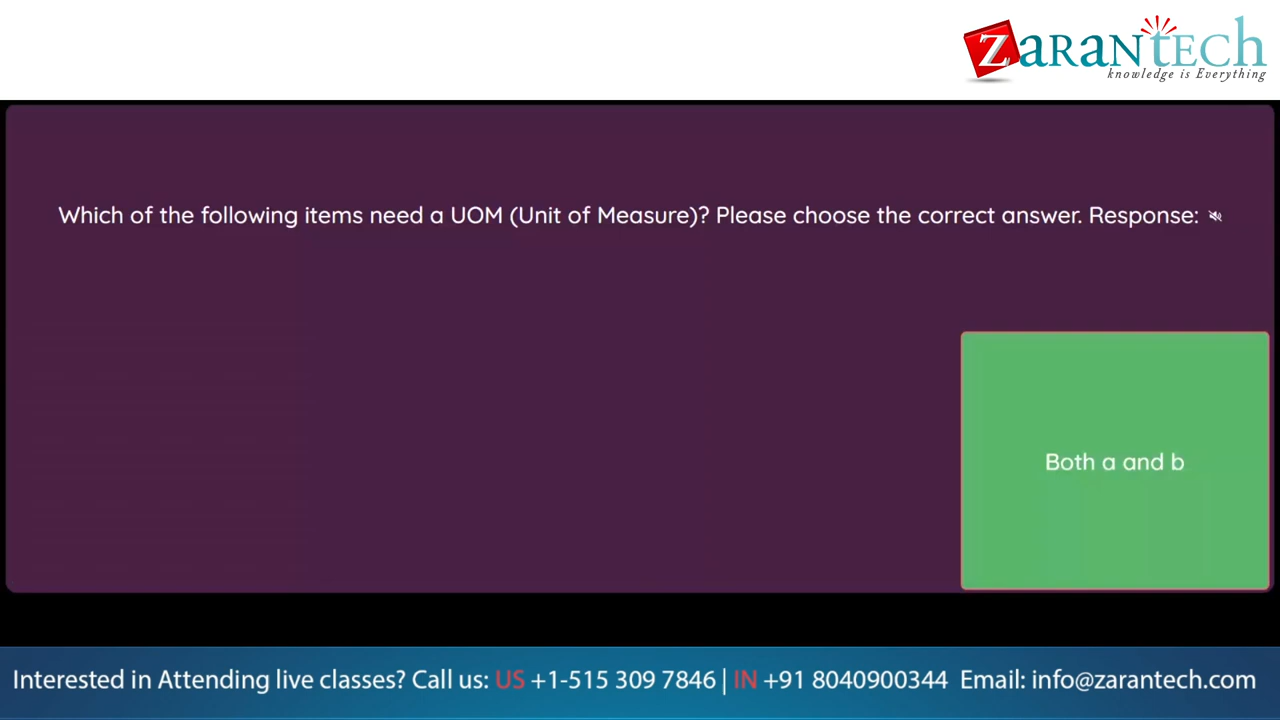 ZARANTECH
knowledge is Everything
Which of the following items need a UOM (Unit of Measure)? Please choose the correct answer. Response:
Both a and b
Interested in Attending live classes? Call us: US +1-515 309 7846 | IN +91 8040900344 Email: info@zarantech.com